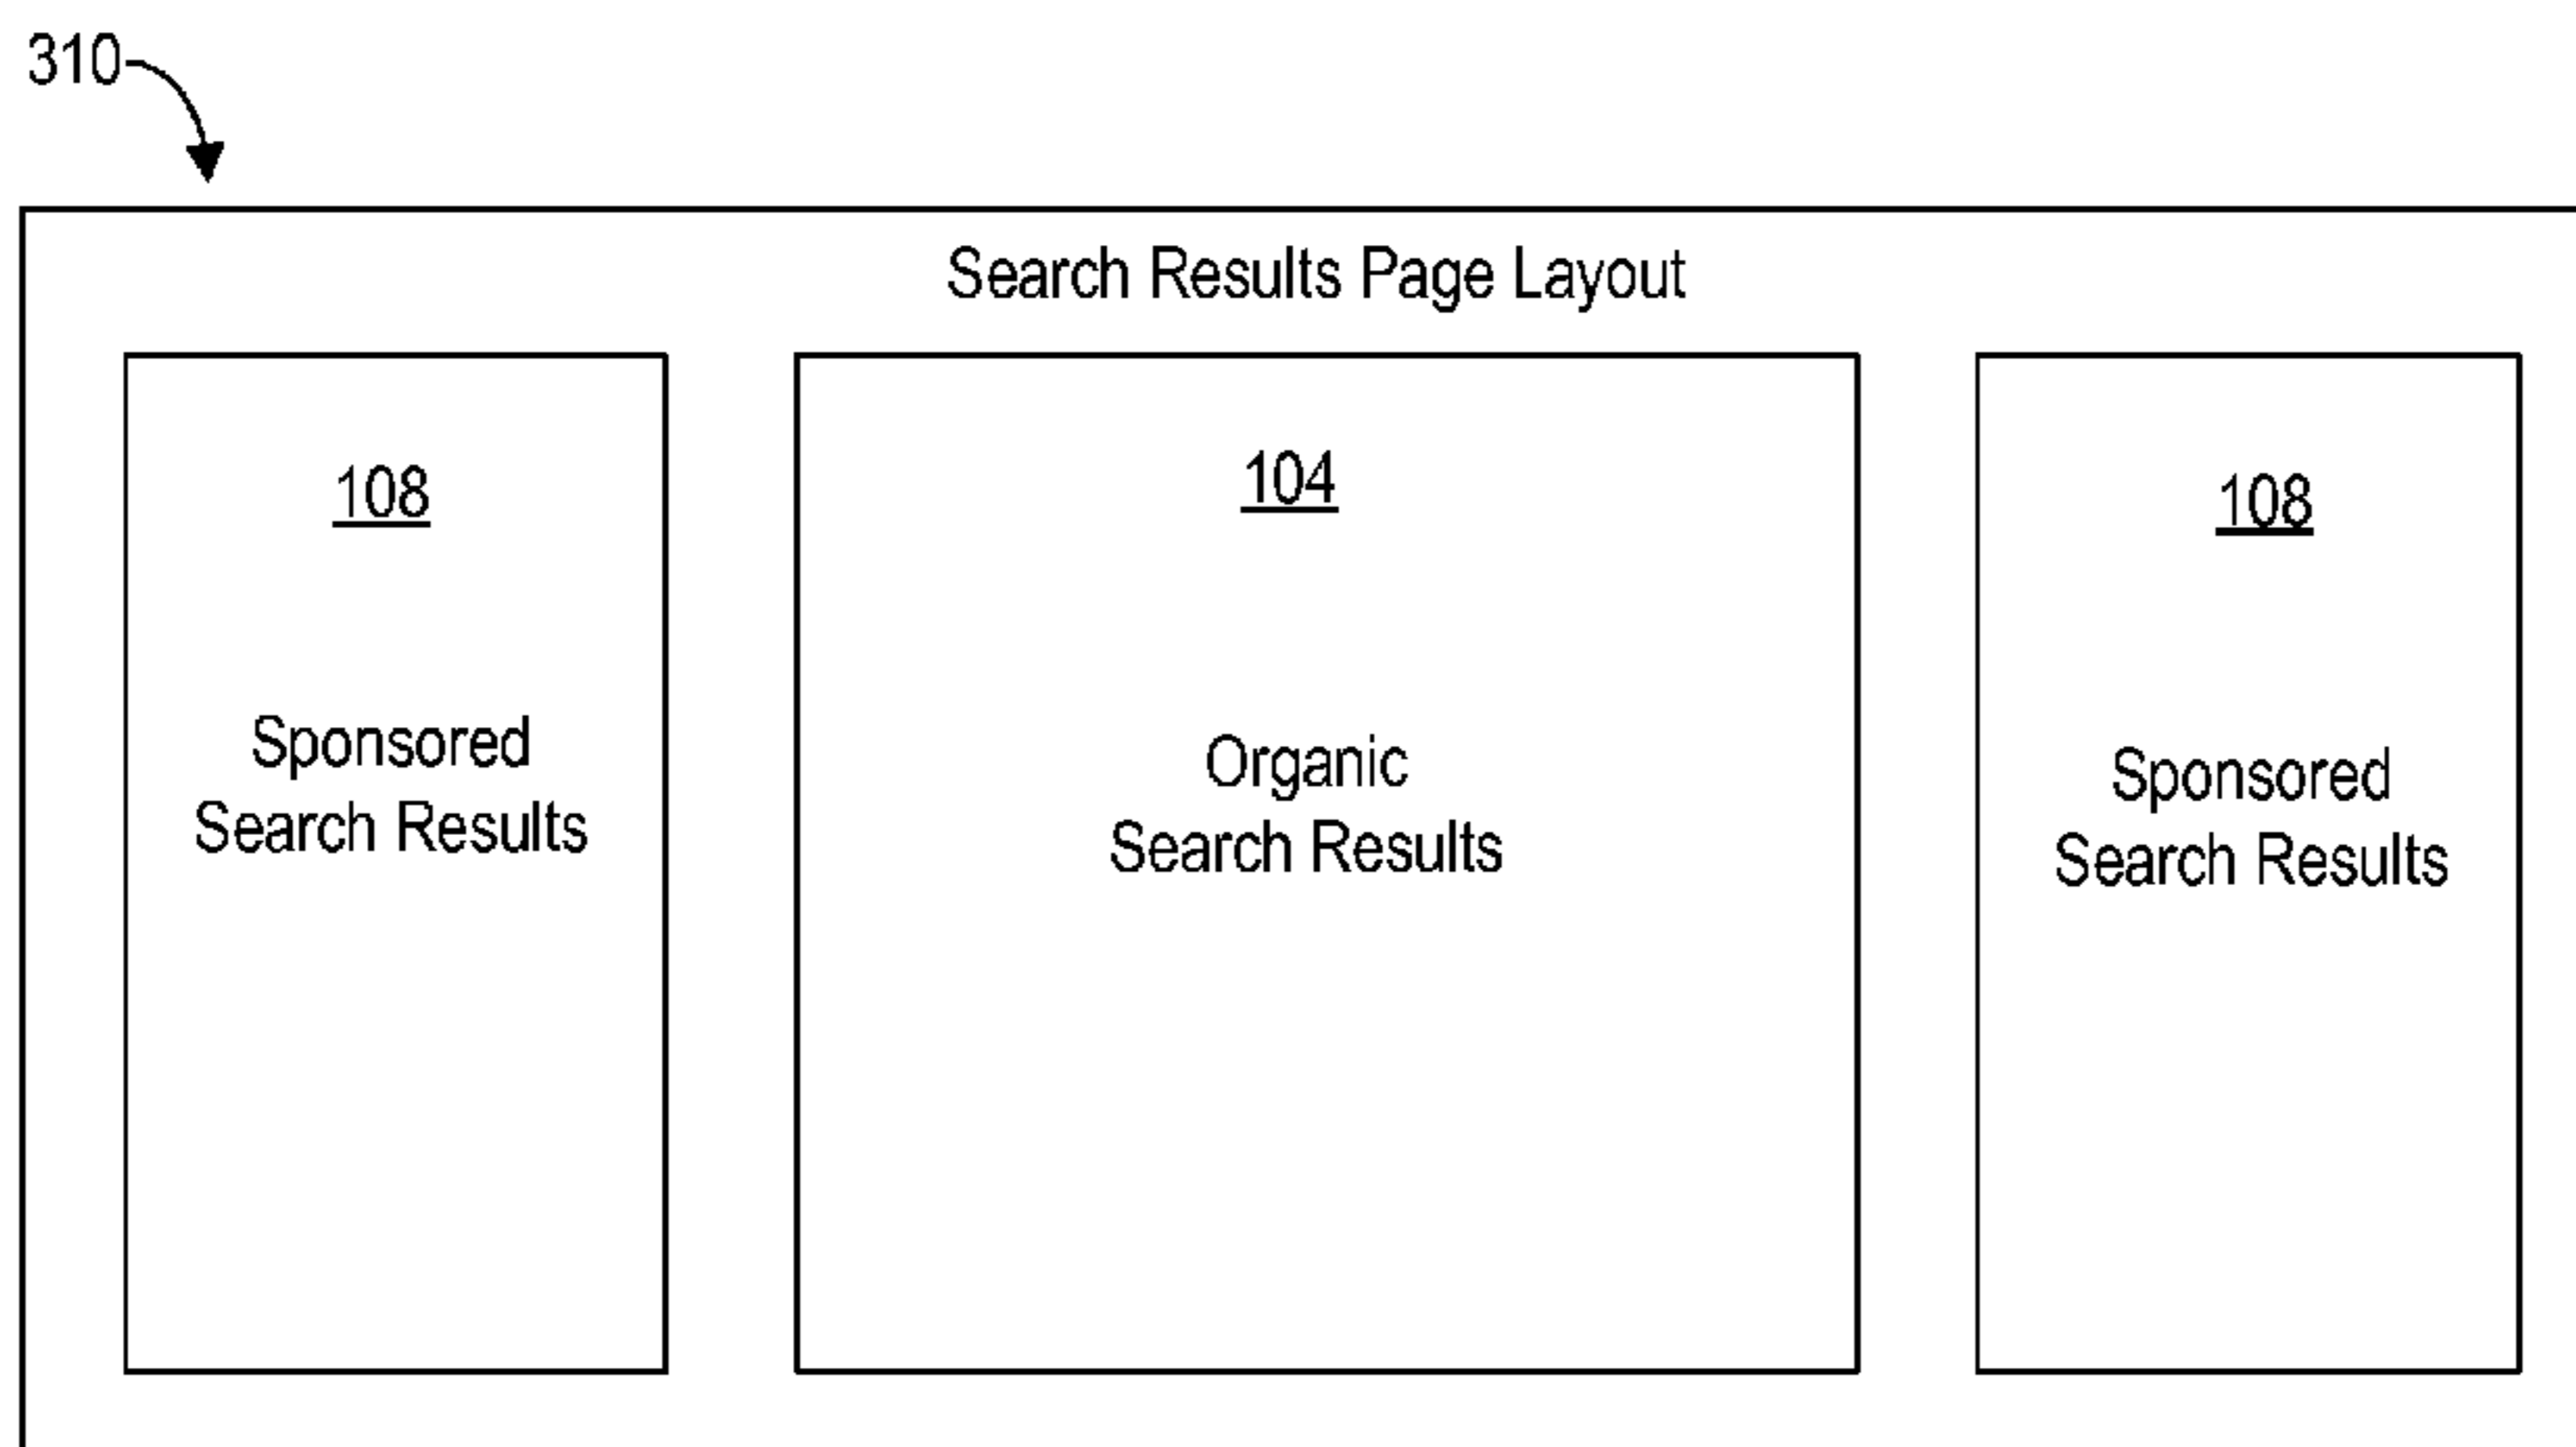 310
Search Results Page Layout
108
Sponsored
Search Results
104
Organic
Search Results
108
Sponsored
Search Results